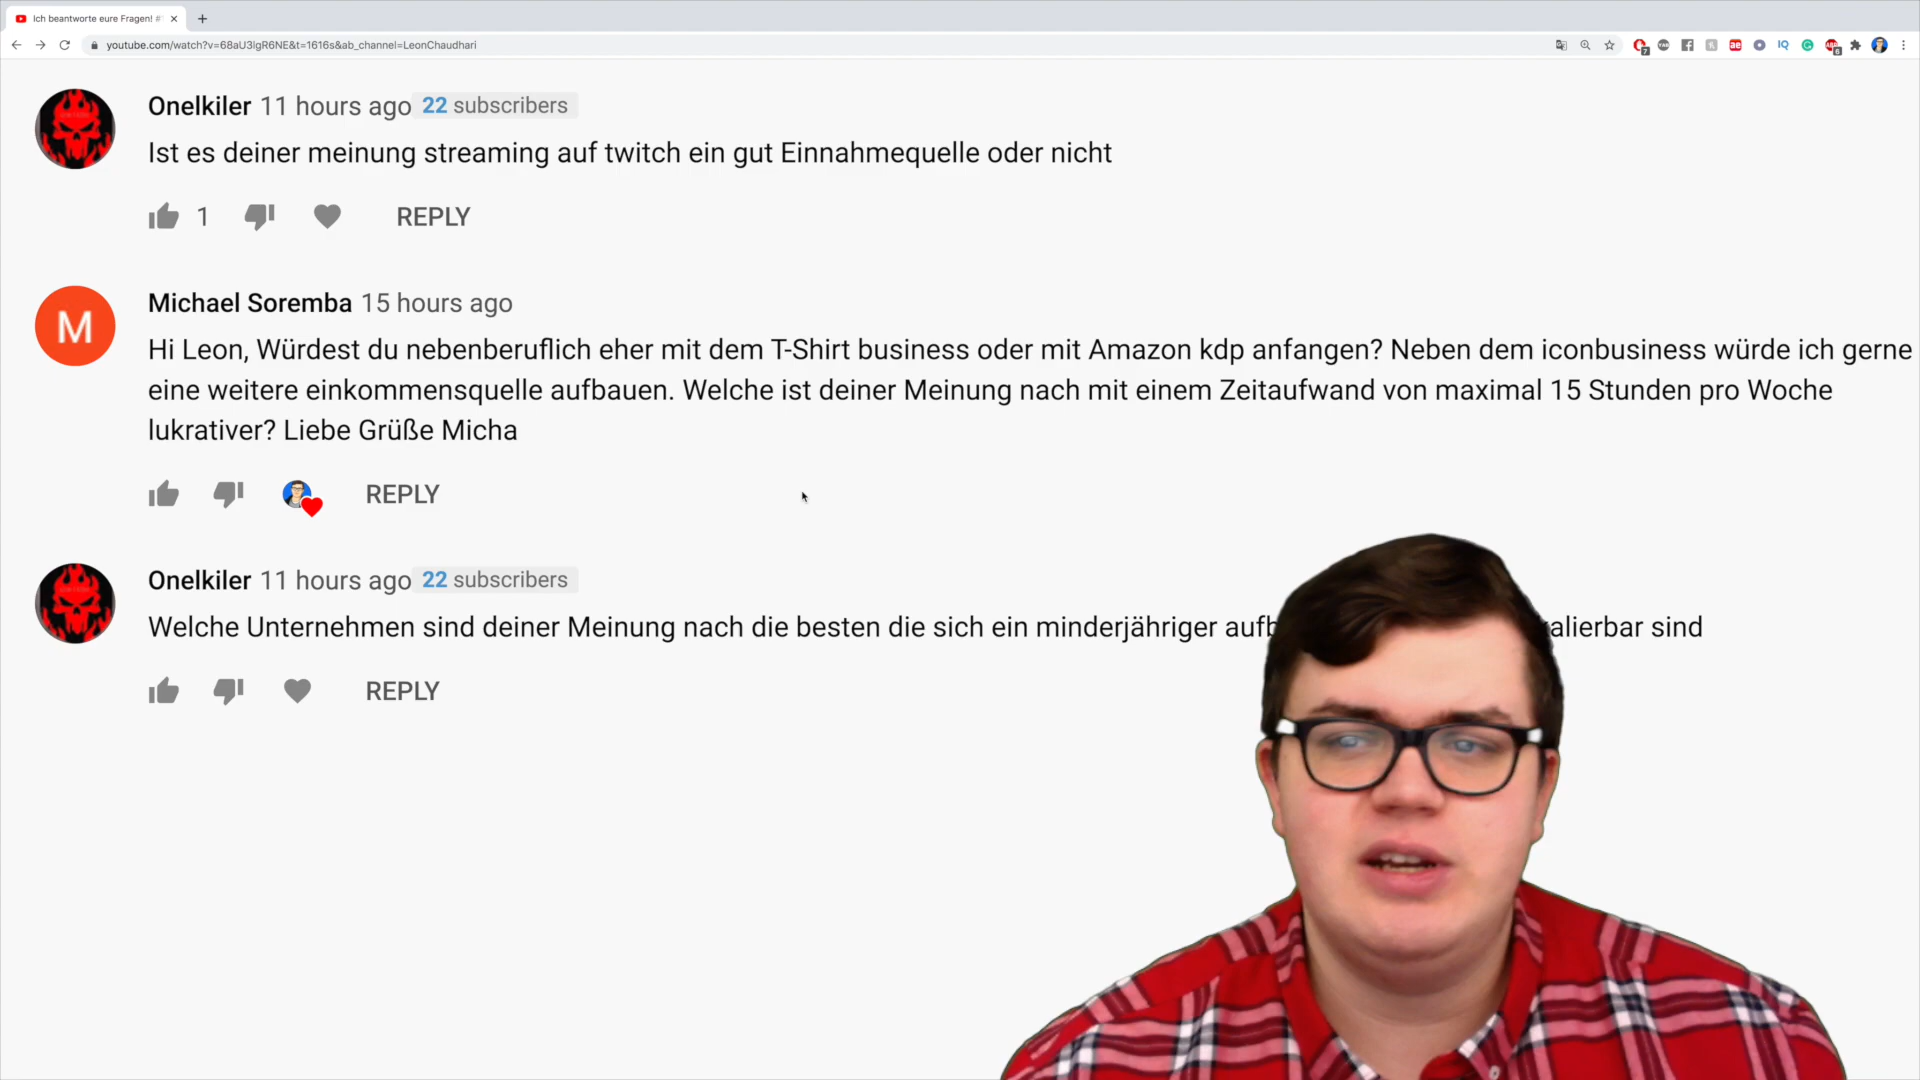 Ich beantworte eure Fragen! #
youtube.com/watch?v=68aU3lgR6NE&t=1616s&ab_channel=LeonChaudhari
Onelkiler 11 hours ago 22 subscribers
Ist es deiner meinung streaming auf twitch ein gut Einnahmequelle oder nicht
1 REPLY
M
Michael Soremba 15 hours ago
Hi Leon, Würdest du nebenberuflich eher mit dem T-Shirt business oder mit Amazon kdp anfangen? Neben dem iconbusiness würde ich gerne
eine weitere einkommensquelle aufbauen. Welche ist deiner Meinung nach mit einem Zeitaufwand von maximal 15 Stunden pro Woche
lukrativer? Liebe Grüße Micha
REPLY
Onelkiler 11 hours ago 22 subscribers
Welche Unternehmen sind deiner Meinung nach die besten die sich ein minderjähriger aufb alierbar sind
REPLY